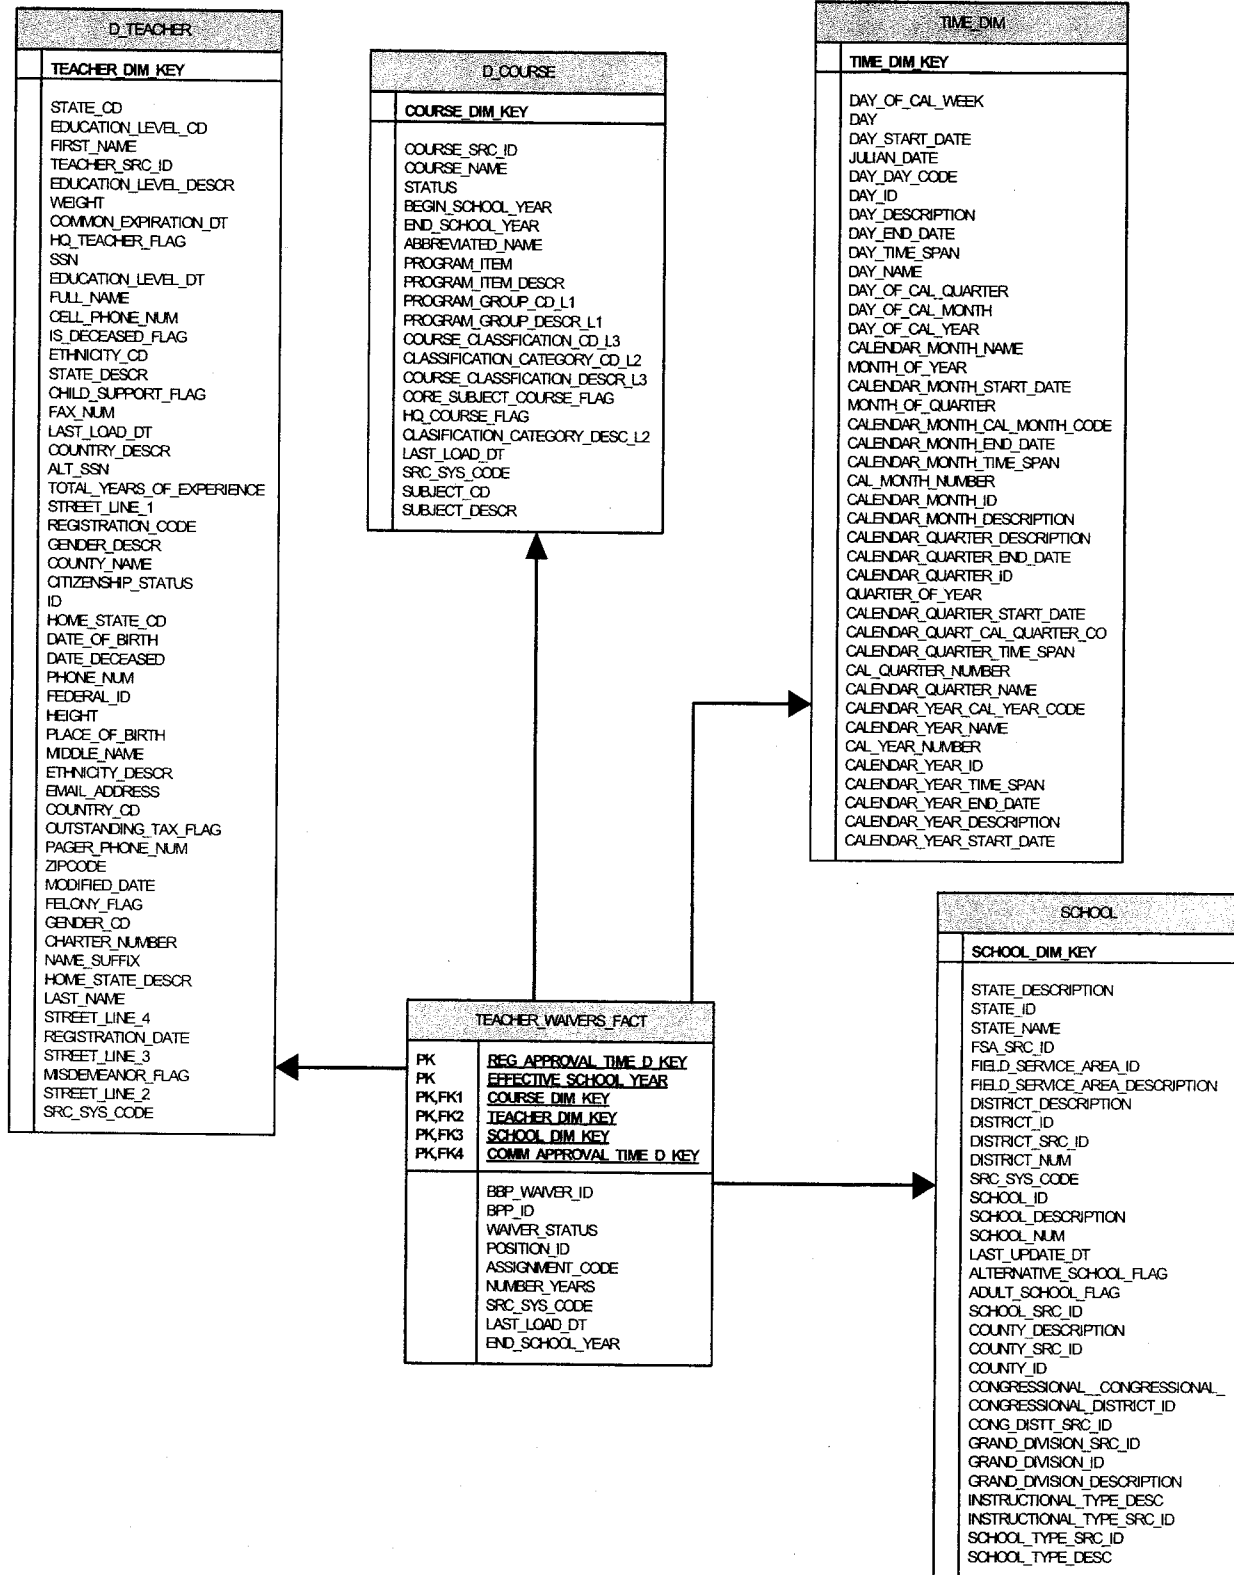 D_TEACHER
TEACHER_DIM_KEY
STATE_CD
EDUCATION_LEVEL_CD
FIRST_NAME
TEACHER_SRC_ID
EDUCATION_LEVEL_DESCR
WEIGHT
COMMON_EXPIRATION_DT
HQ_TEACHER_FLAG
SSN
EDUCATION_LEVEL_DT
FULL_NAME
CELL_PHONE_NUM
IS_DECEASED_FLAG
ETHNICITY_CD
STATE_DESCR
CHILD_SUPPORT_FLAG
FAX_NUM
LAST_LOAD_DT
COUNTRY_DESCR
ALT_SSN
TOTAL_YEARS_OF_EXPERIENCE
STREET_LINE_1
REGISTRATION_CODE
GENDER_DESCR
COUNTY_NAME
CITIZENSHIP_STATUS
ID
HOME_STATE_CD
DATE_OF_BIRTH
DATE_DECEASED
PHONE_NUM
FEDERAL_ID
HEIGHT
PLACE_OF_BIRTH
MIDDLE_NAME
ETHNICITY_DESCR
EMAIL_ADDRESS
COUNTRY_CD
OUTSTANDING_TAX_FLAG
PAGER_PHONE_NUM
ZIPCODE
MODIFIED_DATE
FELONY_FLAG
GENDER_CD
CHARTER_NUMBER
NAME_SUFFIX
HOME_STATE_DESCR
LAST_NAME
STREET_LINE_4
REGISTRATION_DATE
STREET_LINE_3
MISDEMEANOR_FLAG
STREET_LINE_2
SRC_SYS_CODE
D_COURSE
COURSE_DIM_KEY
COURSE_SRC_ID
COURSE_NAME
STATUS
BEGIN_SCHOOL_YEAR
END_SCHOOL_YEAR
ABBREVIATED_NAME
PROGRAM_ITEM
PROGRAM_ITEM_DESCR
PROGRAM_GROUP_CD_L1
PROGRAM_GROUP_DESCR_L1
COURSE_CLASSFICATION_CD_L3
CLASSIFICATION_CATEGORY_CD_L2
COURSE_CLASSFICATION_DESCR_L3
CORE_SUBJECT_COURSE_FLAG
HQ_COURSE_FLAG
CLASIFICATION_CATEGORY_DESC_L2
LAST_LOAD_DT
SRC_SYS_CODE
SUBJECT_CD
SUBJECT_DESCR
TIME_DIM
TIME_DIM_KEY
DAY_OF_CAL_WEEK
DAY
DAY_START_DATE
JULIAN_DATE
DAY_DAY_CODE
DAY_ID
DAY_DESCRIPTION
DAY_END_DATE
DAY_TIME_SPAN
DAY_NAME
DAY_OF_CAL_QUARTER
DAY_OF_CAL_MONTH
DAY_OF_CAL_YEAR
CALENDAR_MONTH_NAME
MONTH_OF_YEAR
CALENDAR_MONTH_START_DATE
MONTH_OF_QUARTER
CALENDAR_MONTH_CAL_MONTH_CODE
CALENDAR_MONTH_END_DATE
CALENDAR_MONTH_TIME_SPAN
CAL_MONTH_NUMBER
CALENDAR_MONTH_ID
CALENDAR_MONTH_DESCRIPTION
CALENDAR_QUARTER_DESCRIPTION
CALENDAR_QUARTER_END_DATE
CALENDAR_QUARTER_ID
QUARTER_OF_YEAR
CALENDAR_QUARTER_START_DATE
CALENDAR_QUART_CAL_QUARTER_CO
CALENDAR_QUARTER_TIME_SPAN
CAL_QUARTER_NUMBER
CALENDAR_QUARTER_NAME
CALENDAR_YEAR_CAL_YEAR_CODE
CALENDAR_YEAR_NAME
CAL_YEAR_NUMBER
CALENDAR_YEAR_ID
CALENDAR_YEAR_TIME_SPAN
CALENDAR_YEAR_END_DATE
CALENDAR_YEAR_DESCRIPTION
CALENDAR_YEAR_START_DATE
TEACHER_WAIVERS_FACT
PK REG_APPROVAL_TIME_D_KEY
PK EFFECTIVE_SCHOOL_YEAR
PK,FK1 COURSE_DIM_KEY
PK,FK2 TEACHER_DIM_KEY
PK,FK3 SCHOOL_DIM_KEY
PK,FK4 COMM_APPROVAL_TIME_D_KEY
BBP_WAIVER_ID
BPP_ID
WAIVER_STATUS
POSITION_ID
ASSIGNMENT_CODE
NUMBER_YEARS
SRC_SYS_CODE
LAST_LOAD_DT
END_SCHOOL_YEAR
SCHOOL
SCHOOL_DIM_KEY
STATE_DESCRIPTION
STATE_ID
STATE_NAME
FSA_SRC_ID
FIELD_SERVICE_AREA_ID
FIELD_SERVICE_AREA_DESCRIPTION
DISTRICT_DESCRIPTION
DISTRICT_ID
DISTRICT_SRC_ID
DISTRICT_NUM
SRC_SYS_CODE
SCHOOL_ID
SCHOOL_DESCRIPTION
SCHOOL_NUM
LAST_UPDATE_DT
ALTERNATIVE_SCHOOL_FLAG
ADULT_SCHOOL_FLAG
SCHOOL_SRC_ID
COUNTY_DESCRIPTION
COUNTY_SRC_ID
COUNTY_ID
CONGRESSIONAL__CONGRESSIONAL_
CONGRESSIONAL_DISTRICT_ID
CONG_DISTT_SRC_ID
GRAND_DIVISION_SRC_ID
GRAND_DIVISION_ID
GRAND_DIVISION_DESCRIPTION
INSTRUCTIONAL_TYPE_DESC
INSTRUCTIONAL_TYPE_SRC_ID
SCHOOL_TYPE_SRC_ID
SCHOOL_TYPE_DESC